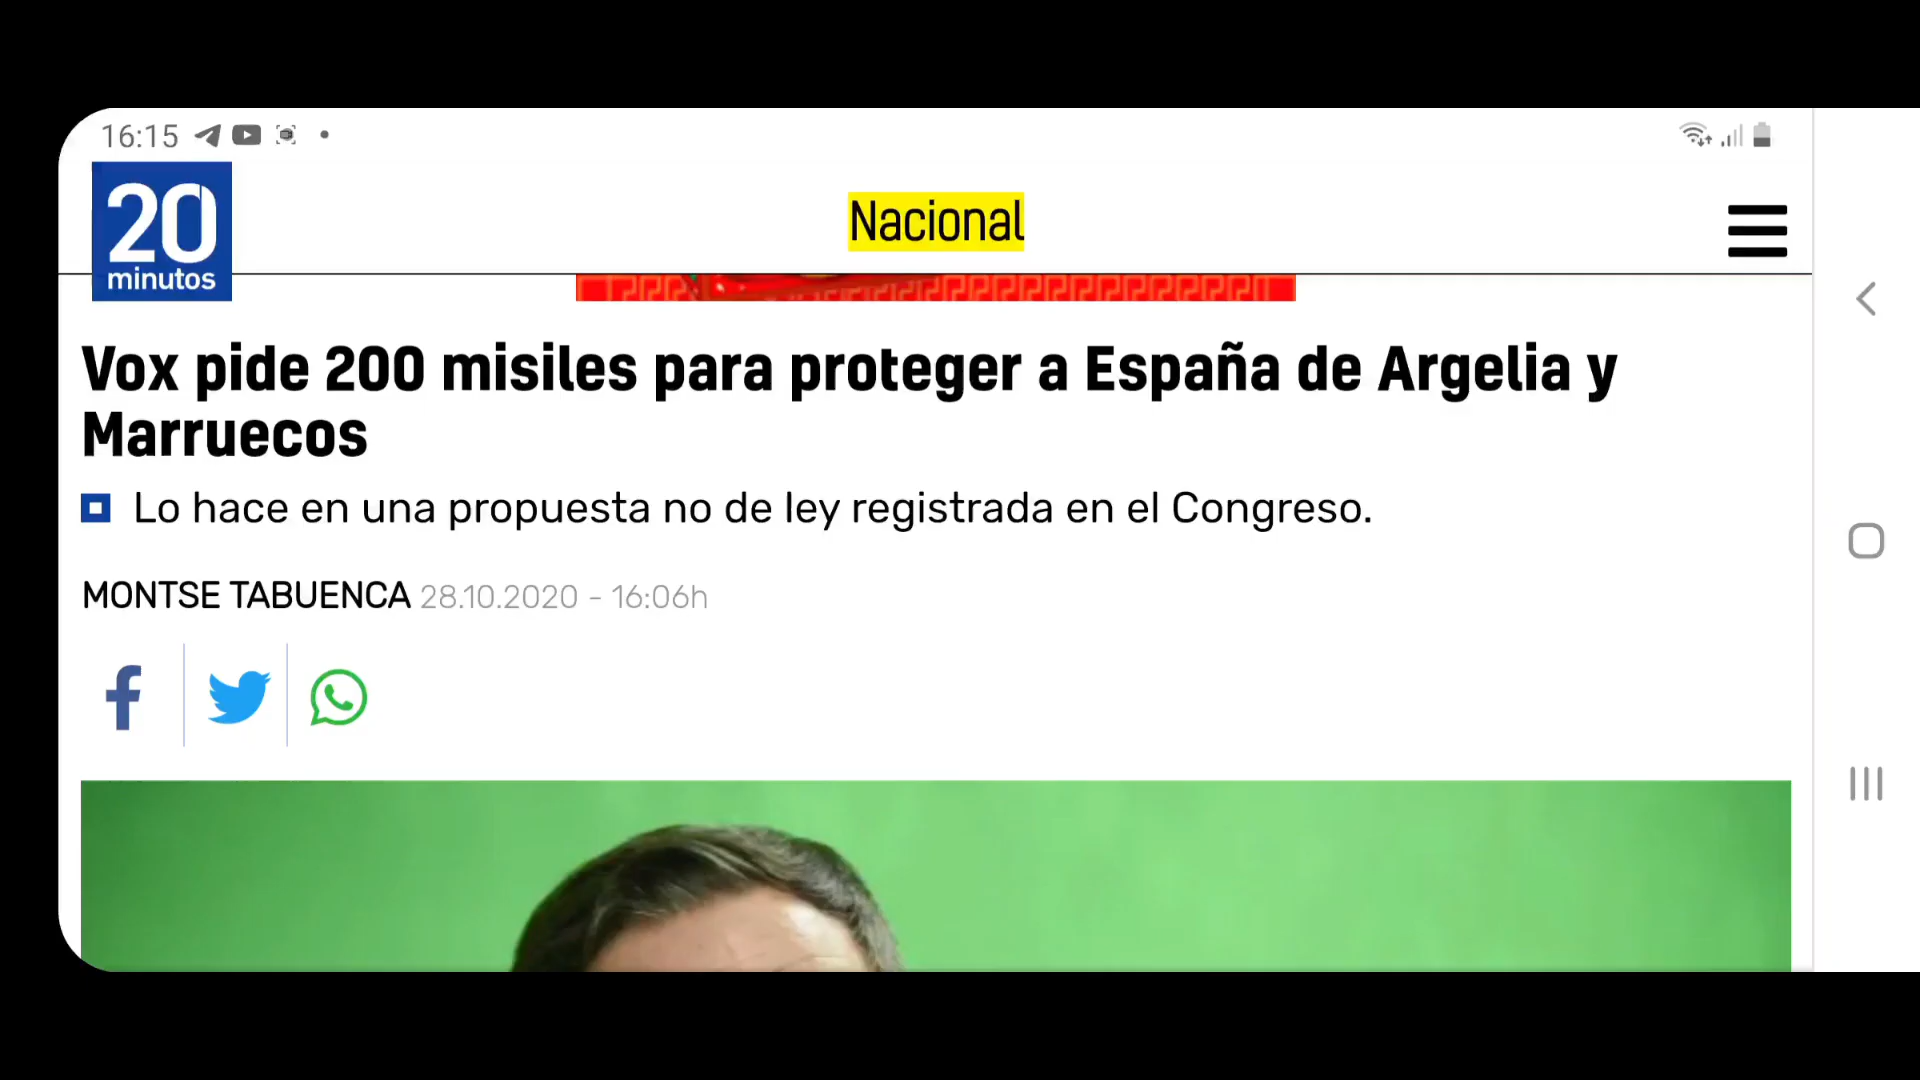 16:15
20
minutos
Nacional
Vox pide 200 misiles para proteger a España de Argelia y
Marruecos
Lo hace en una propuesta no de ley registrada en el Congreso.
MONTSE TABUENCA 28.10.2020 - 16:06h